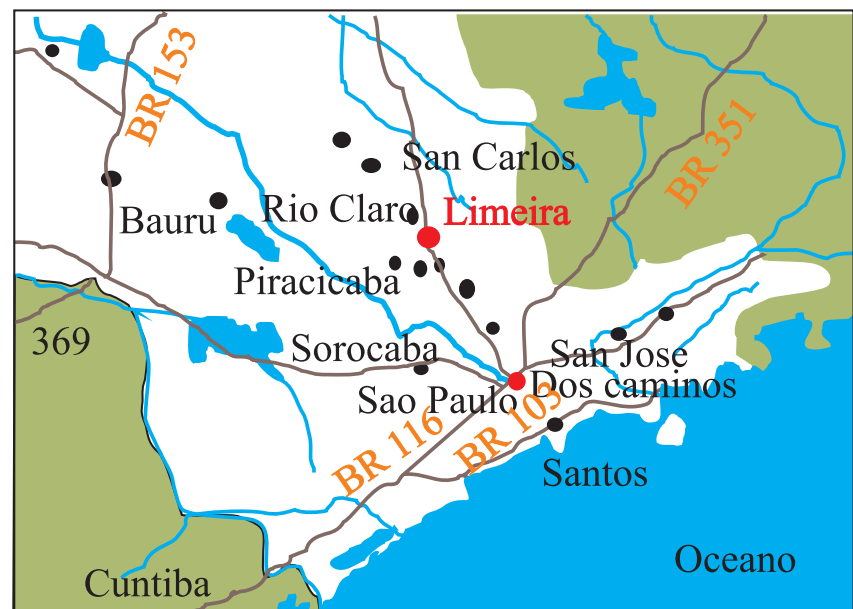 BR 153
BR 351
San Carlos
Bauru
Rio Claro
Limeira
Piracicaba
369
Sorocaba
San Jose
Dos caminos
Sao Paulo
BR 116
BR 103
Santos
Oceano
Cuntiba